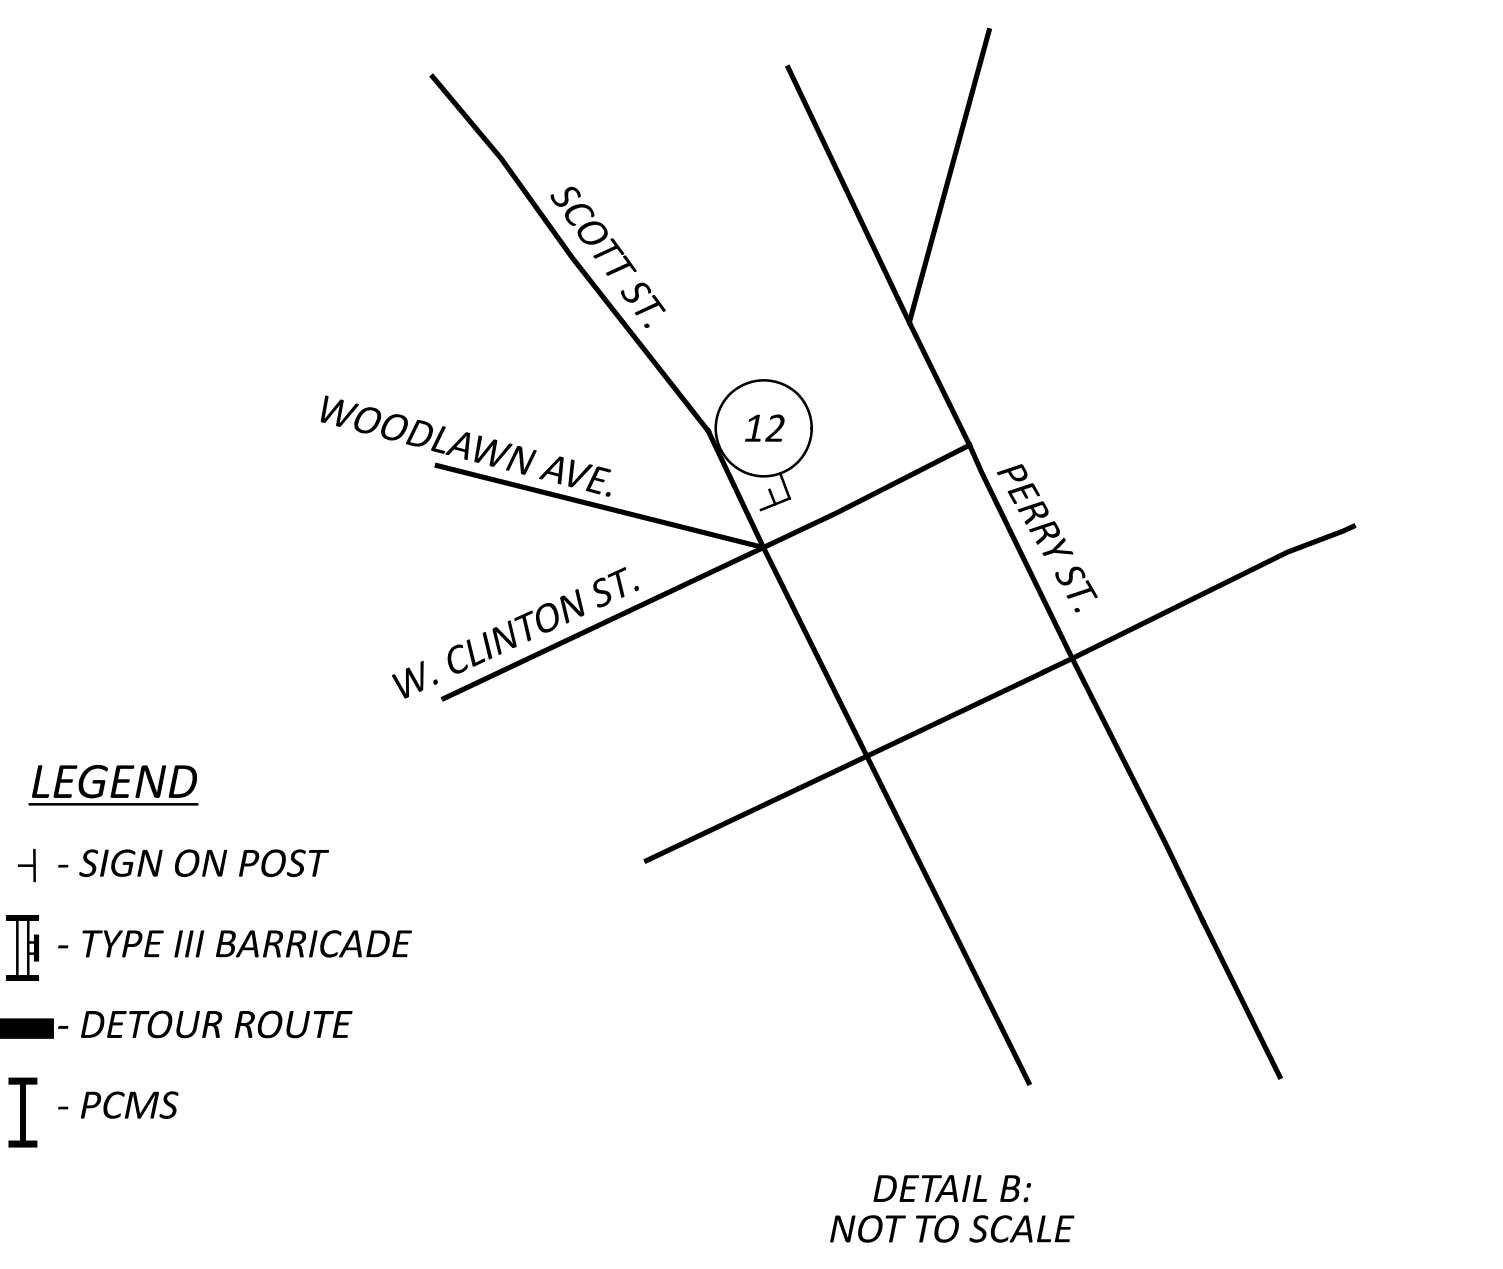 SCOTT ST.
WOODLAWN AVE.
12
PERRY ST.
W. CLINTON ST.
LEGEND
- SIGN ON POST
- TYPE III BARRICADE
- DETOUR ROUTE
- PCMS
DETAIL B:
NOT TO SCALE